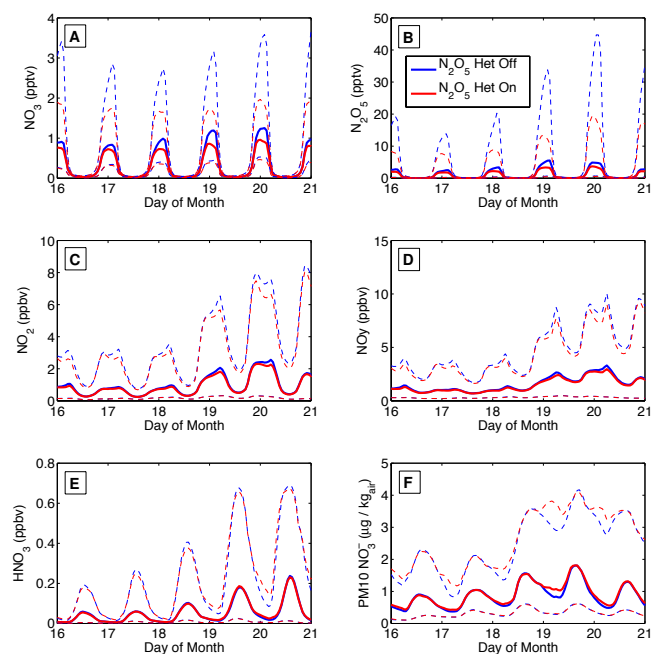 A
NO₃ (pptv)
4
3
2
1
0
16 17 18 19 20 21
Day of Month
B
N₂O₅ Het Off
N₂O₅ Het On
N₂O₅ (pptv)
50
40
30
20
10
0
16 17 18 19 20 21
Day of Month
C
NO₂ (ppbv)
10
8
6
4
2
0
16 17 18 19 20 21
Day of Month
D
NOy (ppbv)
15
10
5
0
16 17 18 19 20 21
Day of Month
E
HNO₃ (ppbv)
0.8
0.6
0.4
0.2
0
16 17 18 19 20 21
Day of Month
F
PM10 NO₃⁻ (μg / kg_air)
5
4
3
2
1
0
16 17 18 19 20 21
Day of Month